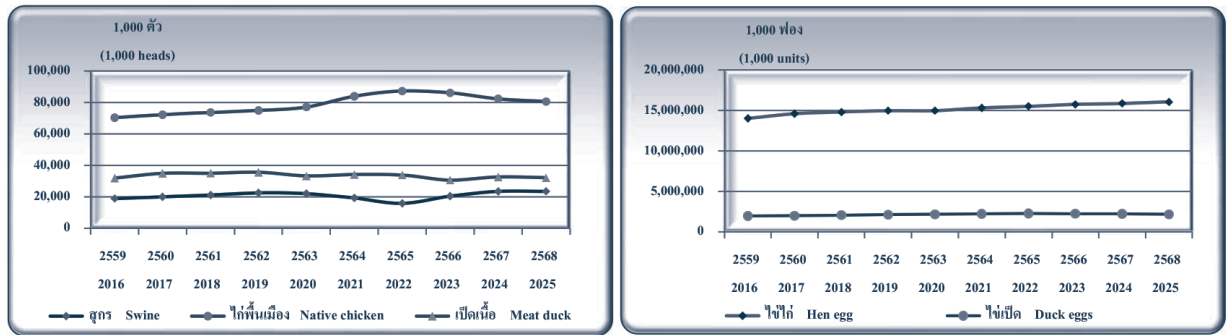 1,000 ตัว
(1,000 heads)
100,000
80,000
60,000
40,000
20,000
0
2559 2560 2561 2562 2563 2564 2565 2566 2567 2568
2016 2017 2018 2019 2020 2021 2022 2023 2024 2025
สุกร Swine ไก่พื้นเมือง Native chicken เป็ดเนื้อ Meat duck
1,000 ฟอง
(1,000 units)
20,000,000
15,000,000
10,000,000
5,000,000
0
2559 2560 2561 2562 2563 2564 2565 2566 2567 2568
2016 2017 2018 2019 2020 2021 2022 2023 2024 2025
ไข่ไก่ Hen egg ไข่เป็ด Duck eggs